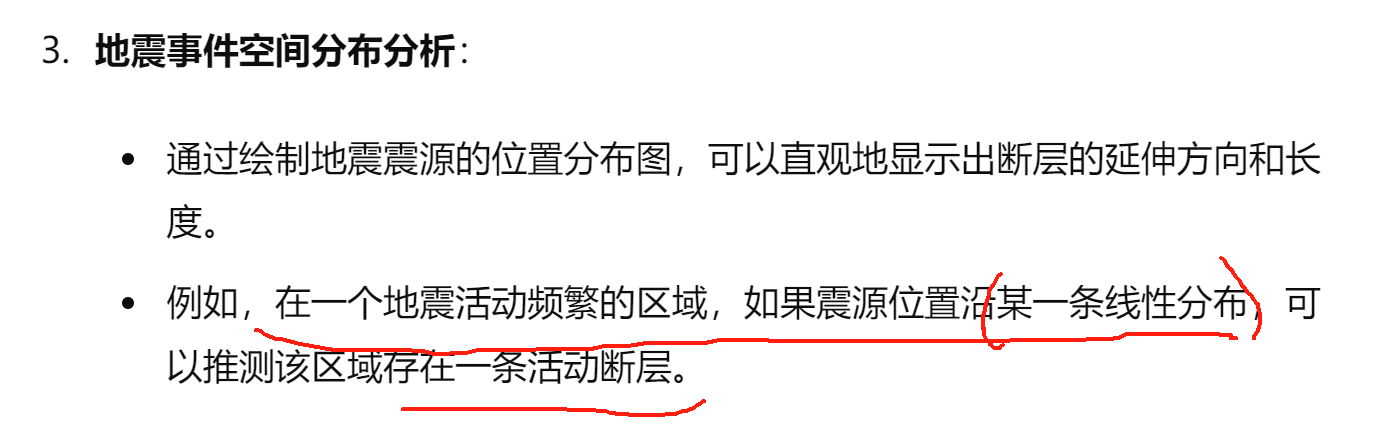 3. 地震事件空间分布分析：
• 通过绘制地震震源的位置分布图，可以直观地显示出断层的延伸方向和长
度。
• 例如，在一个地震活动频繁的区域，如果震源位置沿某一条线性分布，可
以推测该区域存在一条活动断层。